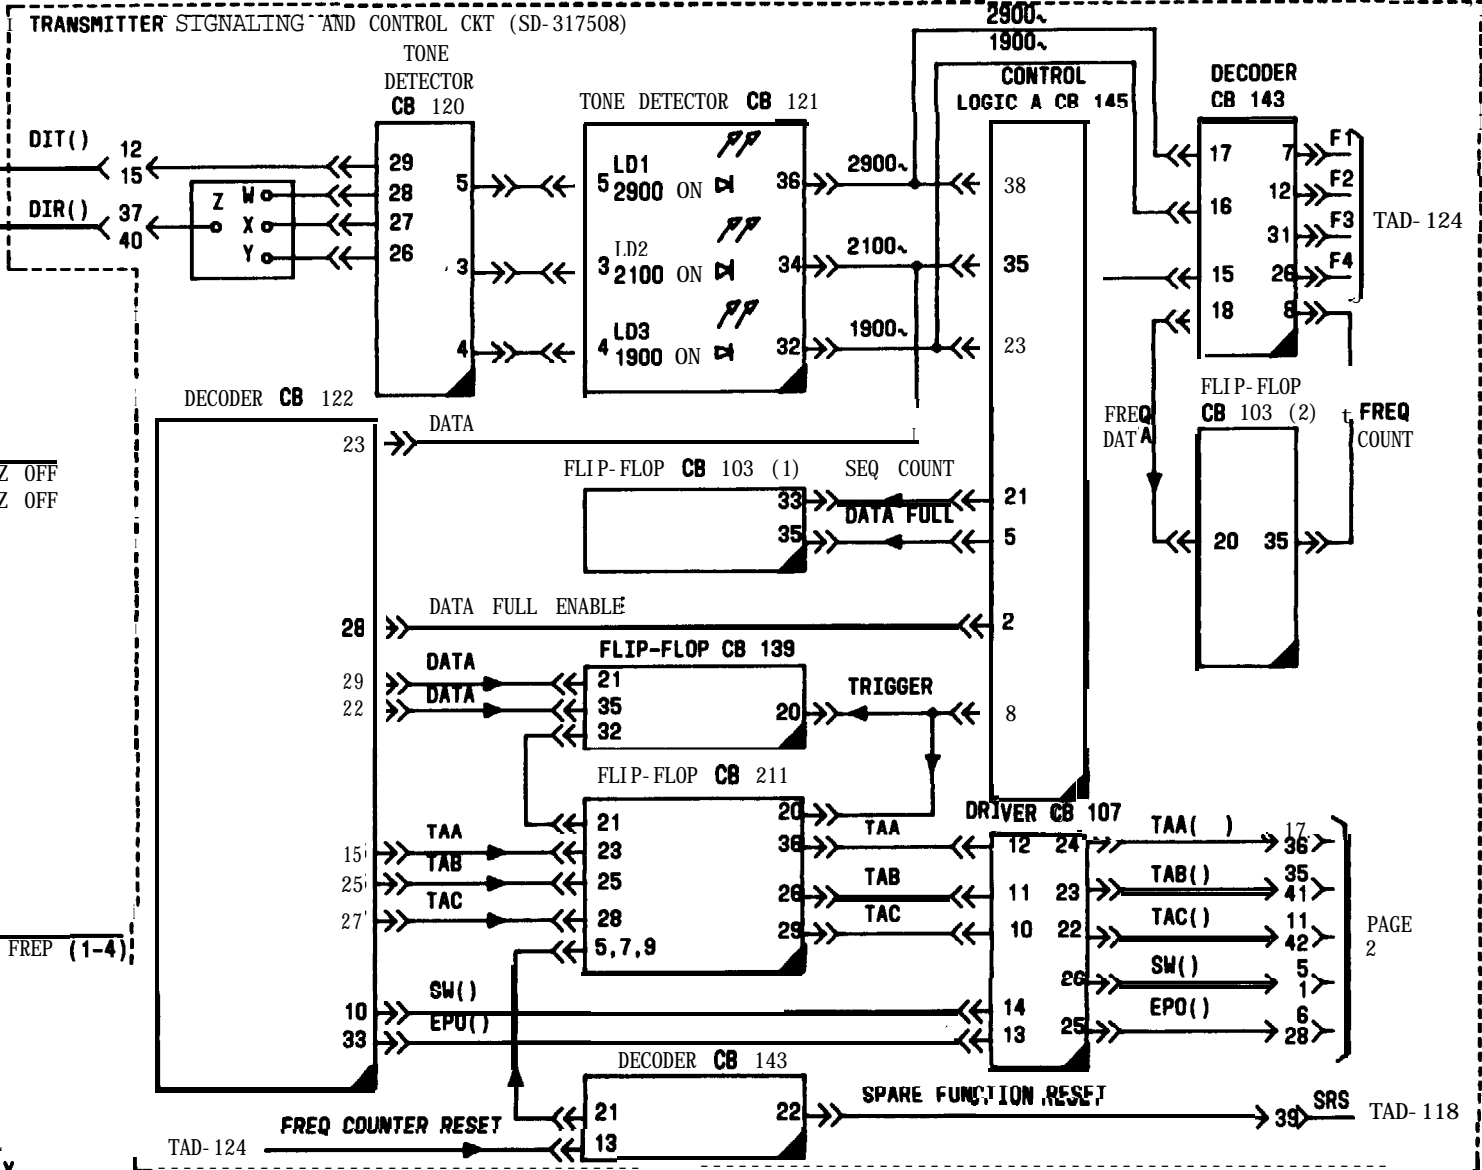 TRANSMITTER SIGNALING AND CONTROL CKT (SD-317508)
2900~
1900~
TONE
DETECTOR
CB 120
TONE DETECTOR CB 121
CONTROL
LOGIC A CB 145
DECODER
CB 143
DIT()
12
15
29
28
27
26
5
3
4
DIR()
37
40
Z
W
X
Y
5
LD1
2900 ON
36
2900~
38
3
LD2
2100 ON
34
2100~
35
4
LD3
1900 ON
32
1900~
23
17
7
F1
12
F2
16
31
F3
TAD-124
15
26
F4
18
8
DECODER CB 122
23
DATA
FLIP-FLOP
CB 103 (2)
FREQ
DATA
FREQ
COUNT
20
35
Z OFF
Z OFF
FLIP-FLOP CB 103 (1)
SEQ COUNT
33
21
DATA FULL
35
5
DATA FULL ENABLE
28
2
FLIP-FLOP CB 139
29
DATA
21
22
DATA
35
32
20
TRIGGER
8
FLIP-FLOP CB 211
20
21
DRIVER CB 107
15
TAA
23
38
TAA
12
24
TAA( )
17
36
25
TAB
25
26
TAB
11
23
TAB()
35
41
27
TAC
28
29
TAC
10
22
TAC()
11
42
PAGE
2
5,7,9
FREP (1-4)
26
SW()
5
1
10
SW()
14
33
EPO()
13
25
EPO()
6
28
DECODER CB 143
21
22
SPARE FUNCTION RESET
39
SRS
TAD-118
FREQ COUNTER RESET
TAD-124
13